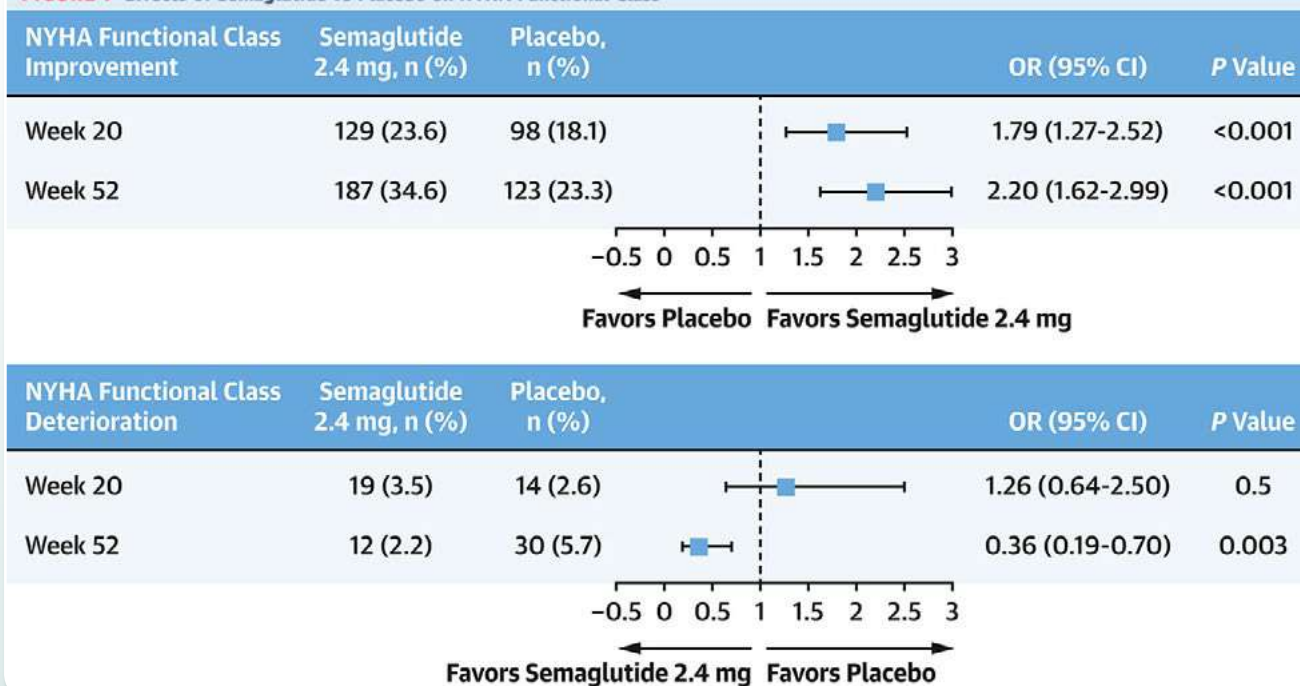 NYHA Functional Class Improvement Semaglutide 2.4 mg, n (%) Placebo, n (%) OR (95% CI) P Value
Week 20 129 (23.6) 98 (18.1) 1.79 (1.27-2.52) <0.001
Week 52 187 (34.6) 123 (23.3) 2.20 (1.62-2.99) <0.001
−0.5 0 0.5 1 1.5 2 2.5 3
Favors Placebo Favors Semaglutide 2.4 mg
NYHA Functional Class Deterioration Semaglutide 2.4 mg, n (%) Placebo, n (%) OR (95% CI) P Value
Week 20 19 (3.5) 14 (2.6) 1.26 (0.64-2.50) 0.5
Week 52 12 (2.2) 30 (5.7) 0.36 (0.19-0.70) 0.003
−0.5 0 0.5 1 1.5 2 2.5 3
Favors Semaglutide 2.4 mg Favors Placebo